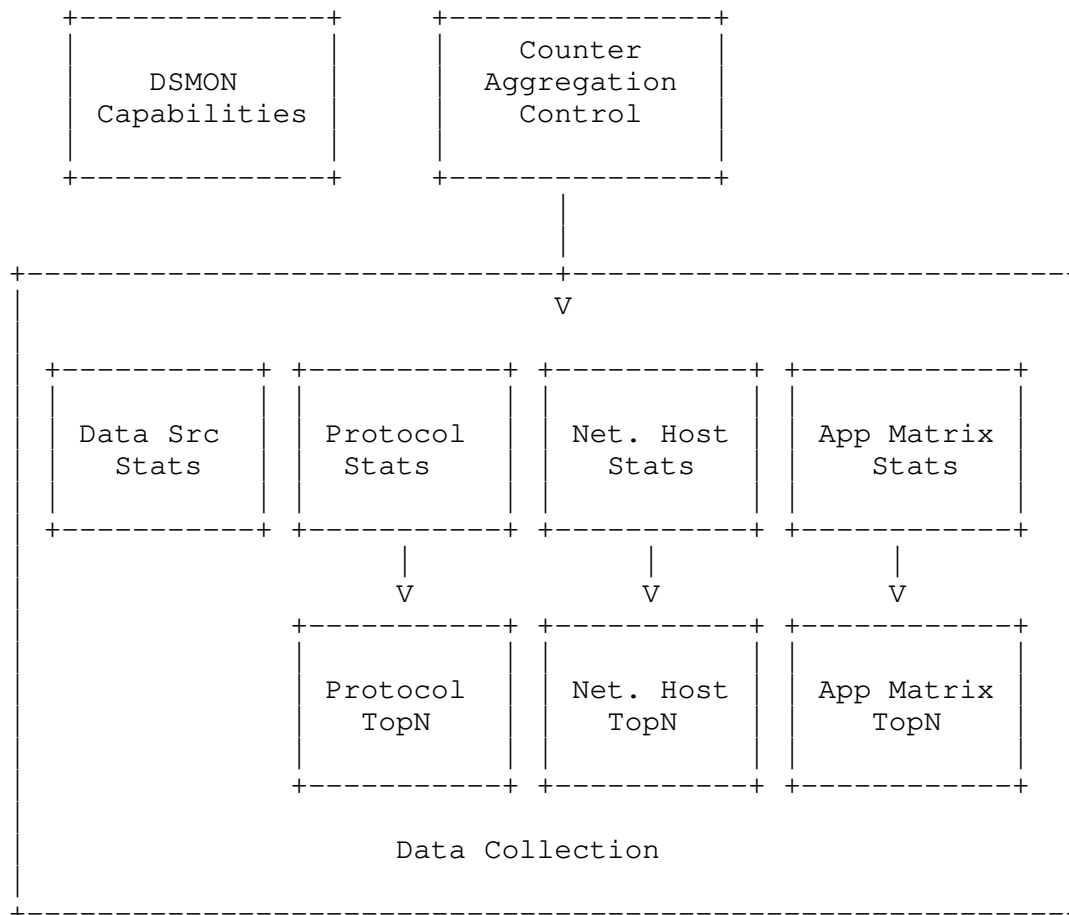 Counter
DSMON Aggregation
Capabilities Control
V
Data Src Protocol Net. Host App Matrix
Stats Stats Stats Stats
V V V
Protocol Net. Host App Matrix
TopN TopN TopN
Data Collection